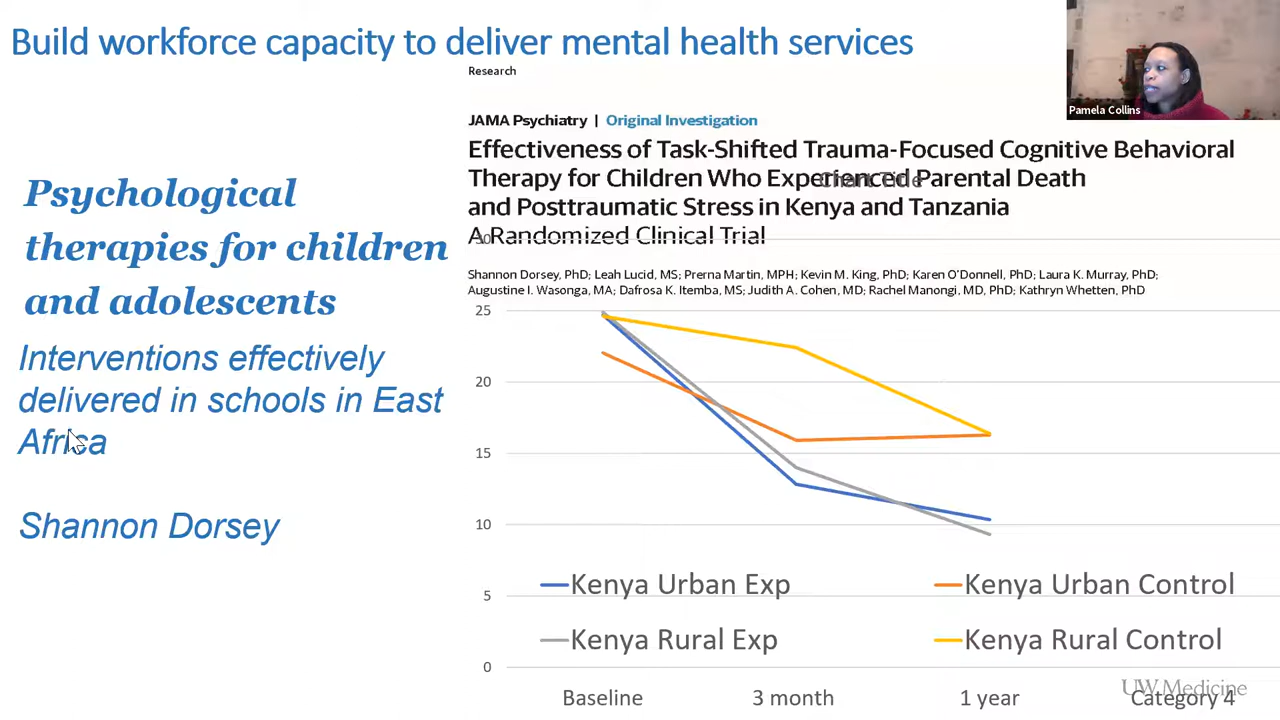 Build workforce capacity to deliver mental health services
Pamela Collins
Research
JAMA Psychiatry | Original Investigation
Effectiveness of Task-Shifted Trauma-Focused Cognitive Behavioral
Therapy for Children Who Experienced Parental Death
and Posttraumatic Stress in Kenya and Tanzania
A Randomized Clinical Trial
Chart Title
Shannon Dorsey, PhD; Leah Lucid, MS; Prerna Martin, MPH; Kevin M. King, PhD; Karen O'Donnell, PhD; Laura K. Murray, PhD;
Augustine I. Wasonga, MA; Dafrosa K. Itemba, MS; Judith A. Cohen, MD; Rachel Manongi, MD, PhD; Kathryn Whetten, PhD
Psychological
therapies for children
and adolescents
Interventions effectively
delivered in schools in East
Africa
Shannon Dorsey
30
25
20
15
10
5
0
Kenya Urban Exp
Kenya Urban Control
Kenya Rural Exp
Kenya Rural Control
Baseline
3 month
1 year
Category 4
UW Medicine